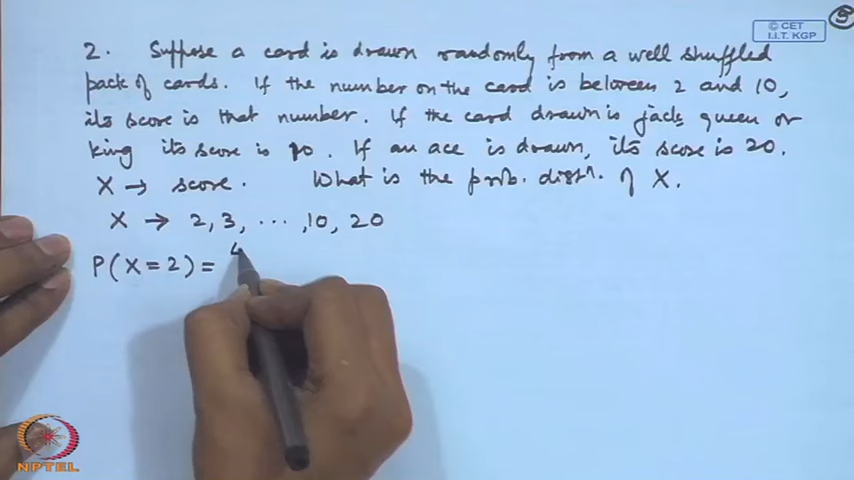 © CET
I.I.T. KGP
5
2. Suppose a card is drawn randomly from a well shuffled
pack of cards. If the number on the card is between 2 and 10,
its score is that number. If the card drawn is jack, queen or
king its score is 10. If an ace is drawn, its score is 20.
X → score. What is the prob. distⁿ. of X.
X → 2, 3, ..., 10, 20
P(X=2) = 4
NPTEL